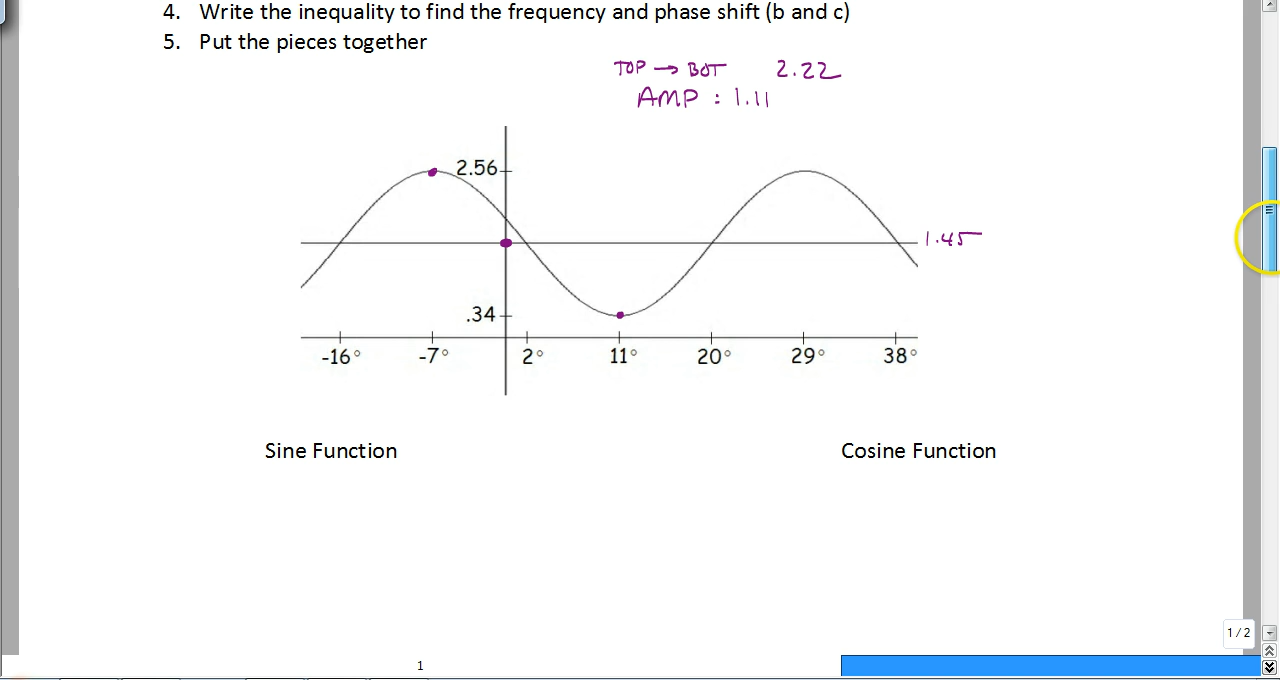 4. Write the inequality to find the frequency and phase shift (b and c)
5. Put the pieces together
TOP → BOT 2.22
AMP : 1.11
2.56
1.45
.34
-16° -7° 2° 11° 20° 29° 38°
Sine Function Cosine Function
1 / 2
1